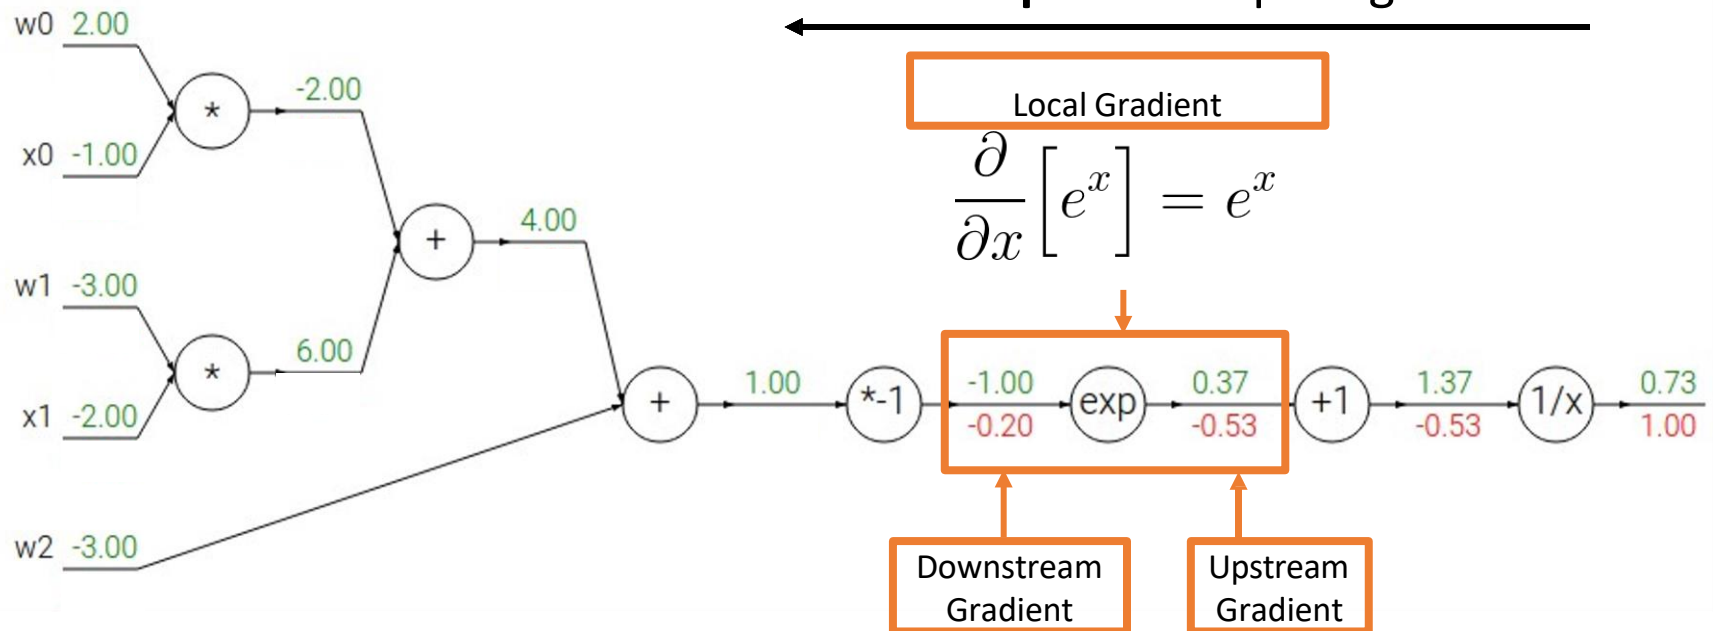 w0 2.00
-2.00
*
x0 -1.00
Local Gradient
∂/∂x [e^x] = e^x
4.00
+
w1 -3.00
6.00
*
x1 -2.00
1.00
-1.00
0.37
1.37
0.73
+
*-1
exp
+1
1/x
-0.20
-0.53
-0.53
1.00
w2 -3.00
Downstream
Gradient
Upstream
Gradient